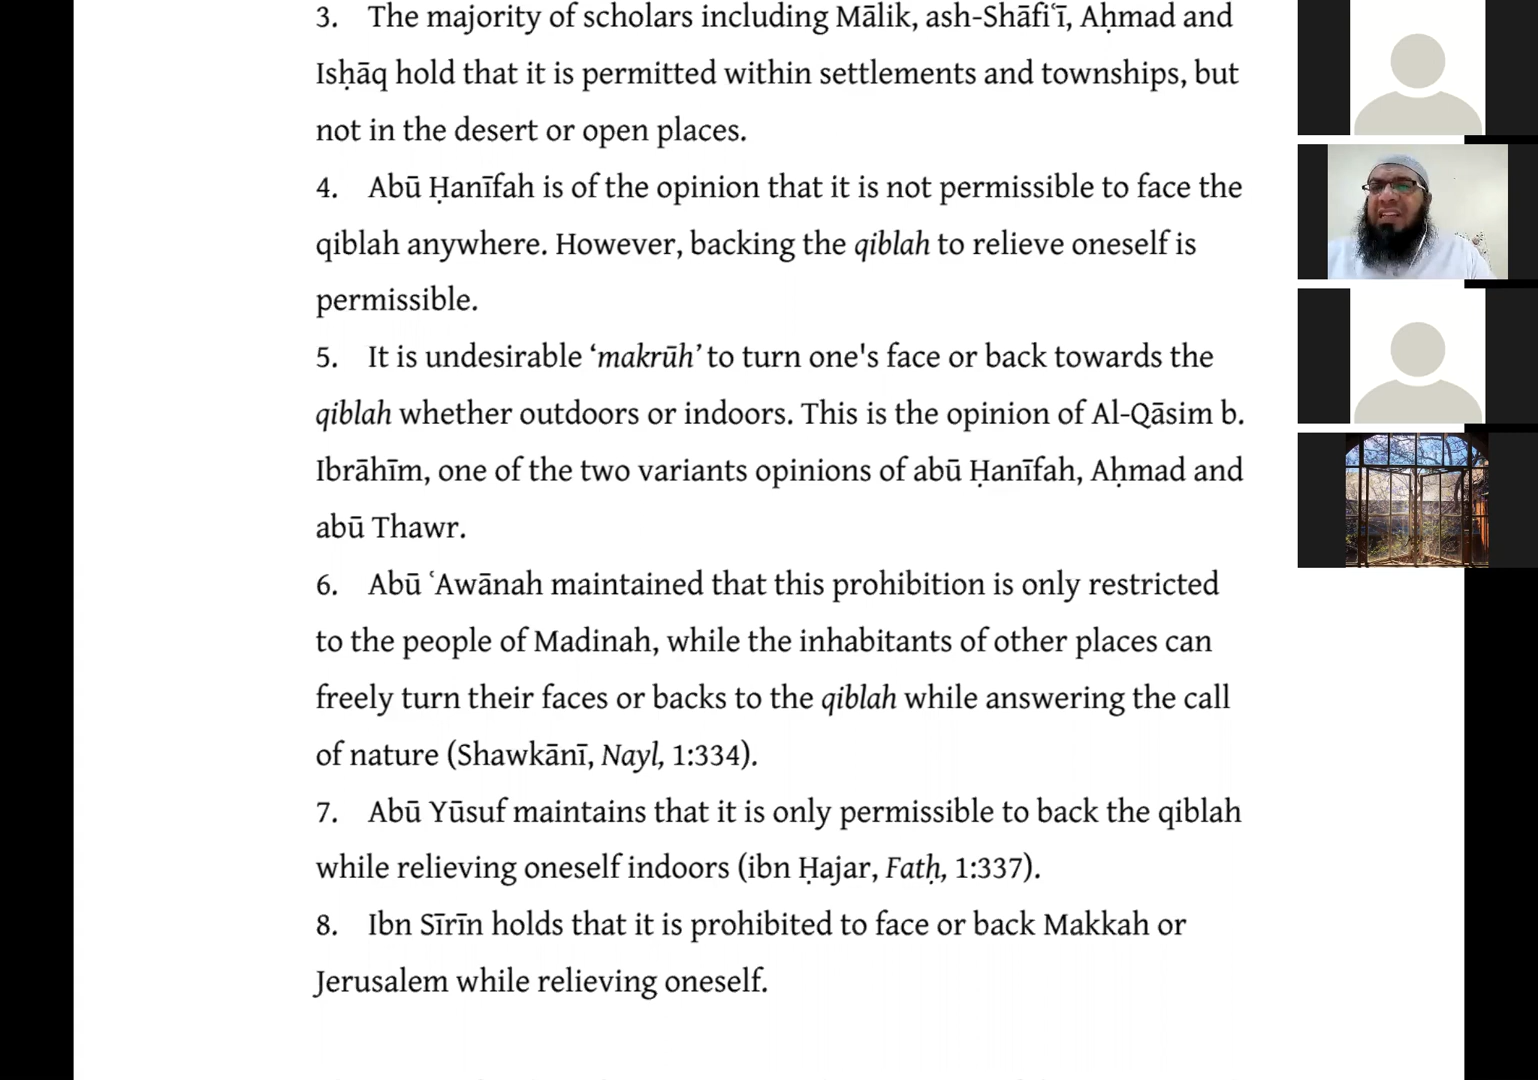 3. The majority of scholars including Mālik, ash-Shāfiʿī, Aḥmad and
Isḥāq hold that it is permitted within settlements and townships, but
not in the desert or open places.
4. Abū Ḥanīfah is of the opinion that it is not permissible to face the
qiblah anywhere. However, backing the qiblah to relieve oneself is
permissible.
5. It is undesirable ‘makrūh’ to turn one's face or back towards the
qiblah whether outdoors or indoors. This is the opinion of Al-Qāsim b.
Ibrāhīm, one of the two variants opinions of abū Ḥanīfah, Aḥmad and
abū Thawr.
6. Abū ʿAwānah maintained that this prohibition is only restricted
to the people of Madinah, while the inhabitants of other places can
freely turn their faces or backs to the qiblah while answering the call
of nature (Shawkānī, Nayl, 1:334).
7. Abū Yūsuf maintains that it is only permissible to back the qiblah
while relieving oneself indoors (ibn Ḥajar, Fatḥ, 1:337).
8. Ibn Sīrīn holds that it is prohibited to face or back Makkah or
Jerusalem while relieving oneself.